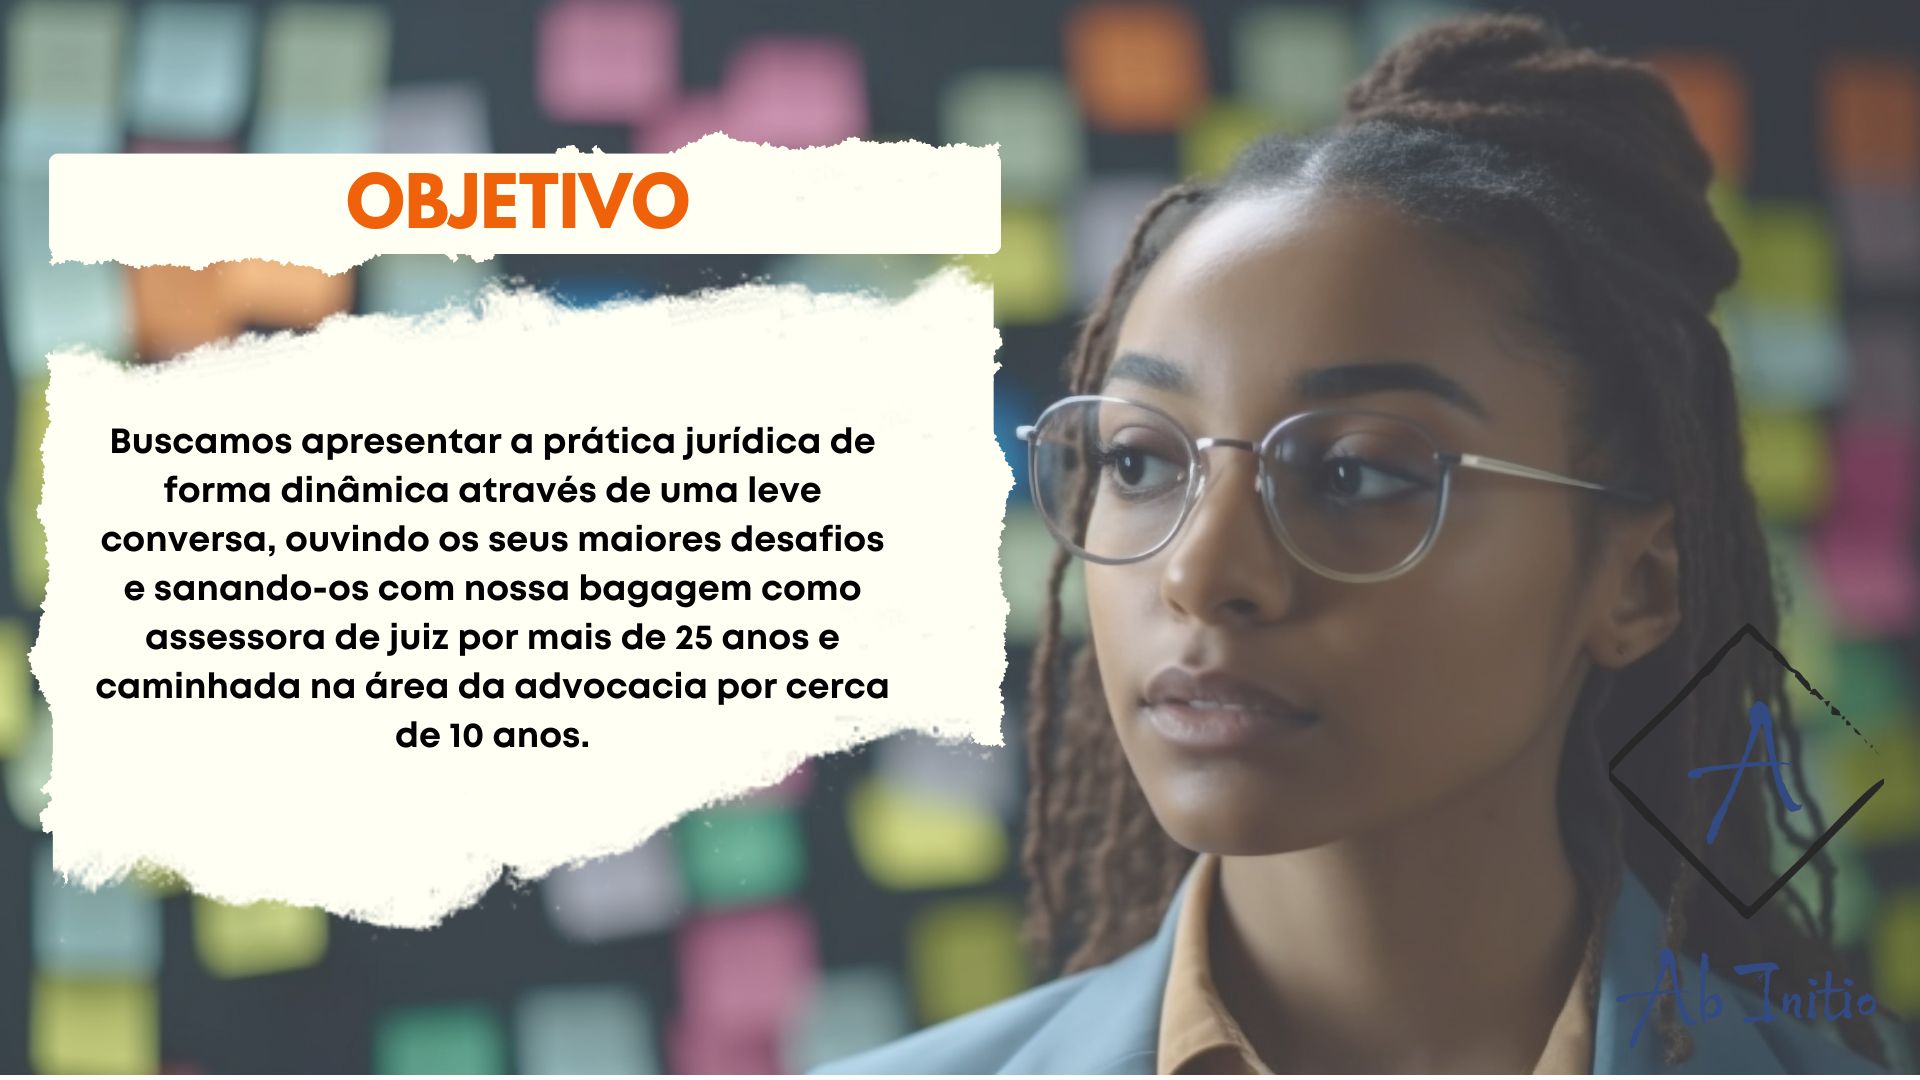 OBJETIVO
Buscamos apresentar a prática jurídica de
forma dinâmica através de uma leve
conversa, ouvindo os seus maiores desafios
e sanando-os com nossa bagagem como
assessora de juiz por mais de 25 anos e
caminhada na área da advocacia por cerca
de 10 anos.
A
Ab Initio